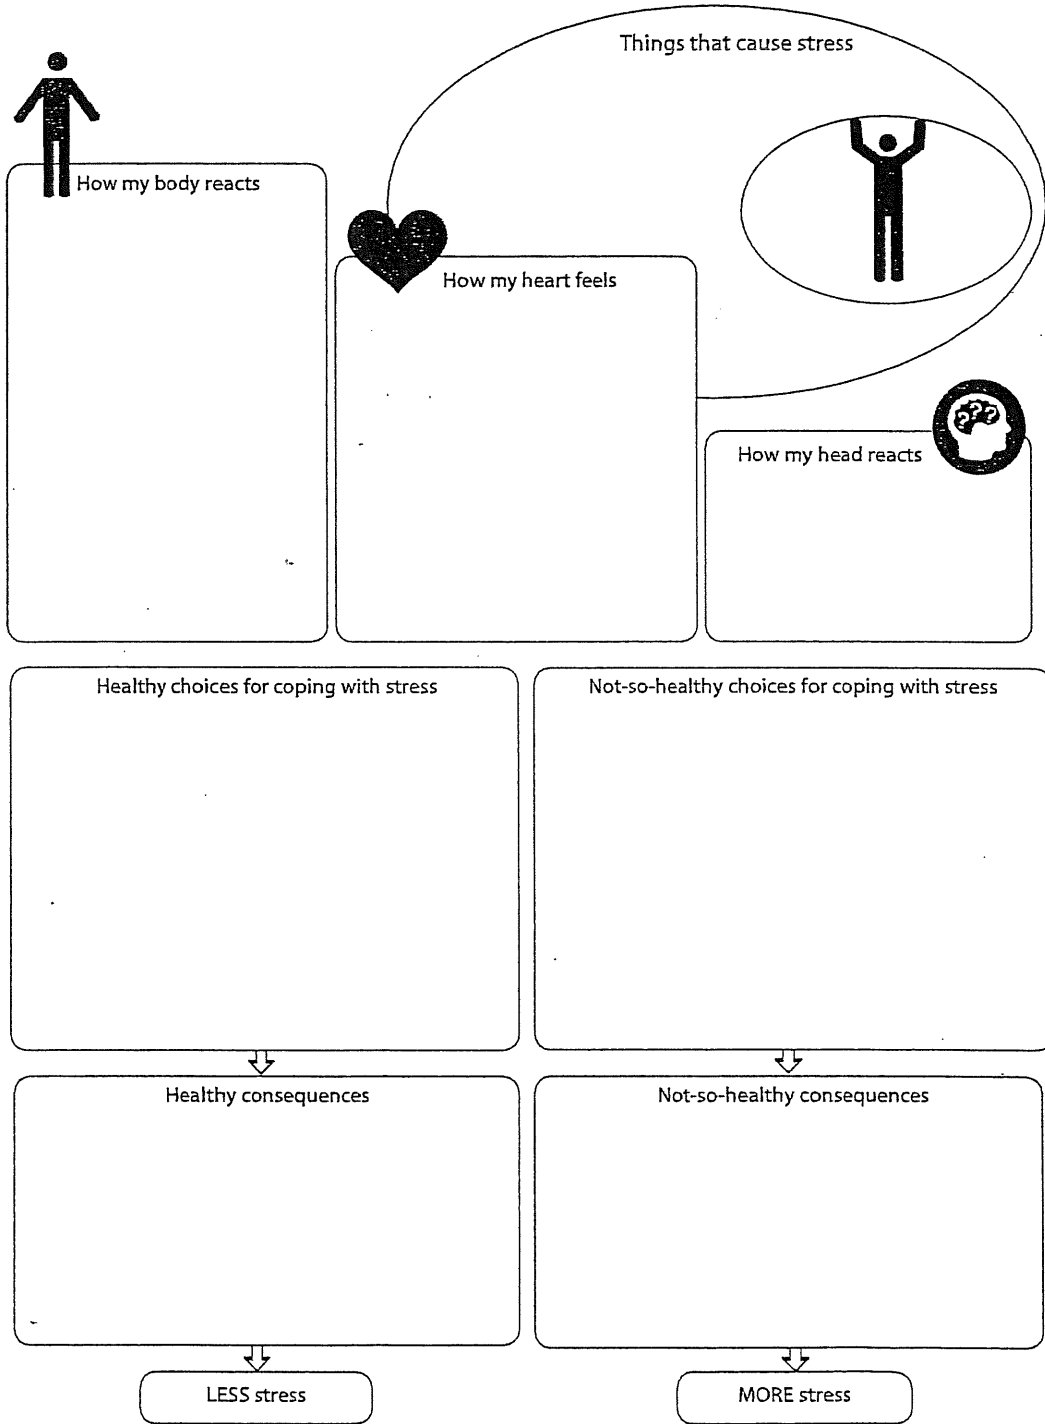 Things that cause stress
How my body reacts
How my heart feels
How my head reacts
???
Healthy choices for coping with stress
Not-so-healthy choices for coping with stress
Healthy consequences
Not-so-healthy consequences
LESS stress
MORE stress